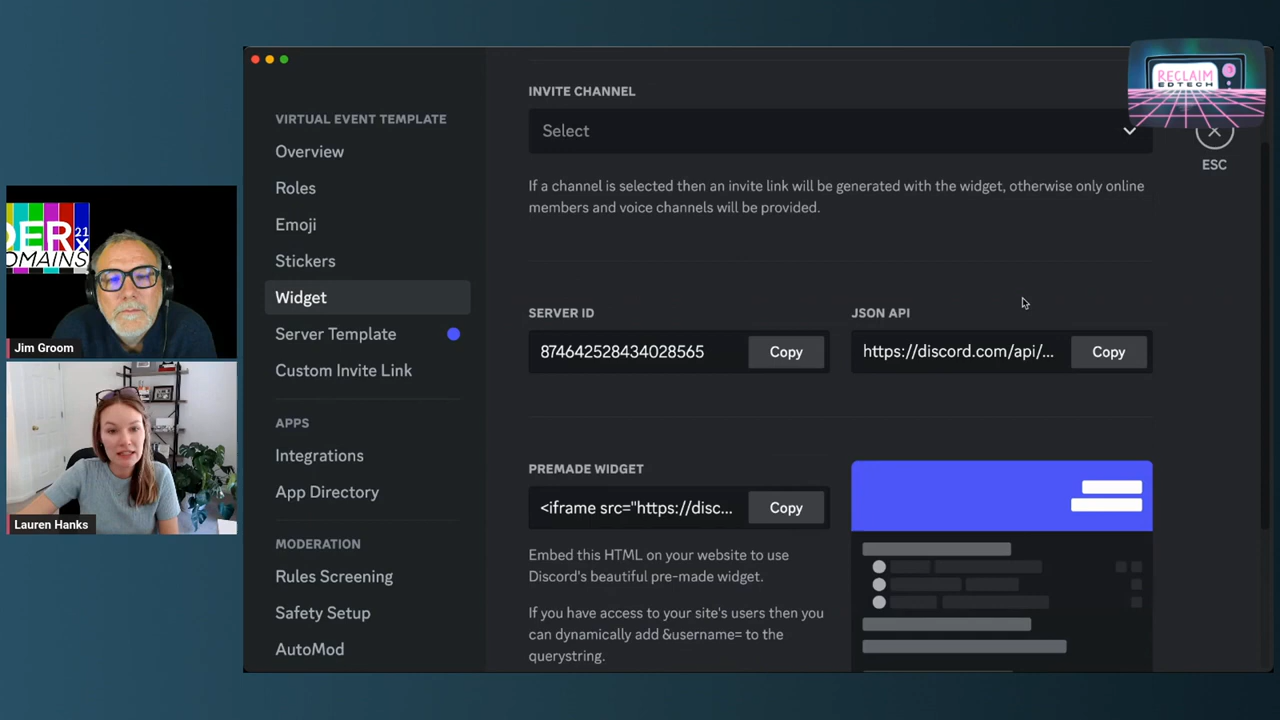 RECLAIM
EDTECH
INVITE CHANNEL
Select
ESC
If a channel is selected then an invite link will be generated with the widget, otherwise only online
members and voice channels will be provided.
VIRTUAL EVENT TEMPLATE
Overview
Roles
Emoji
Stickers
Widget
Server Template
Custom Invite Link
APPS
Integrations
App Directory
MODERATION
Rules Screening
Safety Setup
AutoMod
SERVER ID
874642528434028565
Copy
JSON API
https://discord.com/api/...
Copy
PREMADE WIDGET
<iframe src="https://disc...
Copy
Embed this HTML on your website to use
Discord's beautiful pre-made widget.
If you have access to your site's users then you
can dynamically add &username= to the
querystring.
DER
21
X
OMAINS
Jim Groom
Lauren Hanks